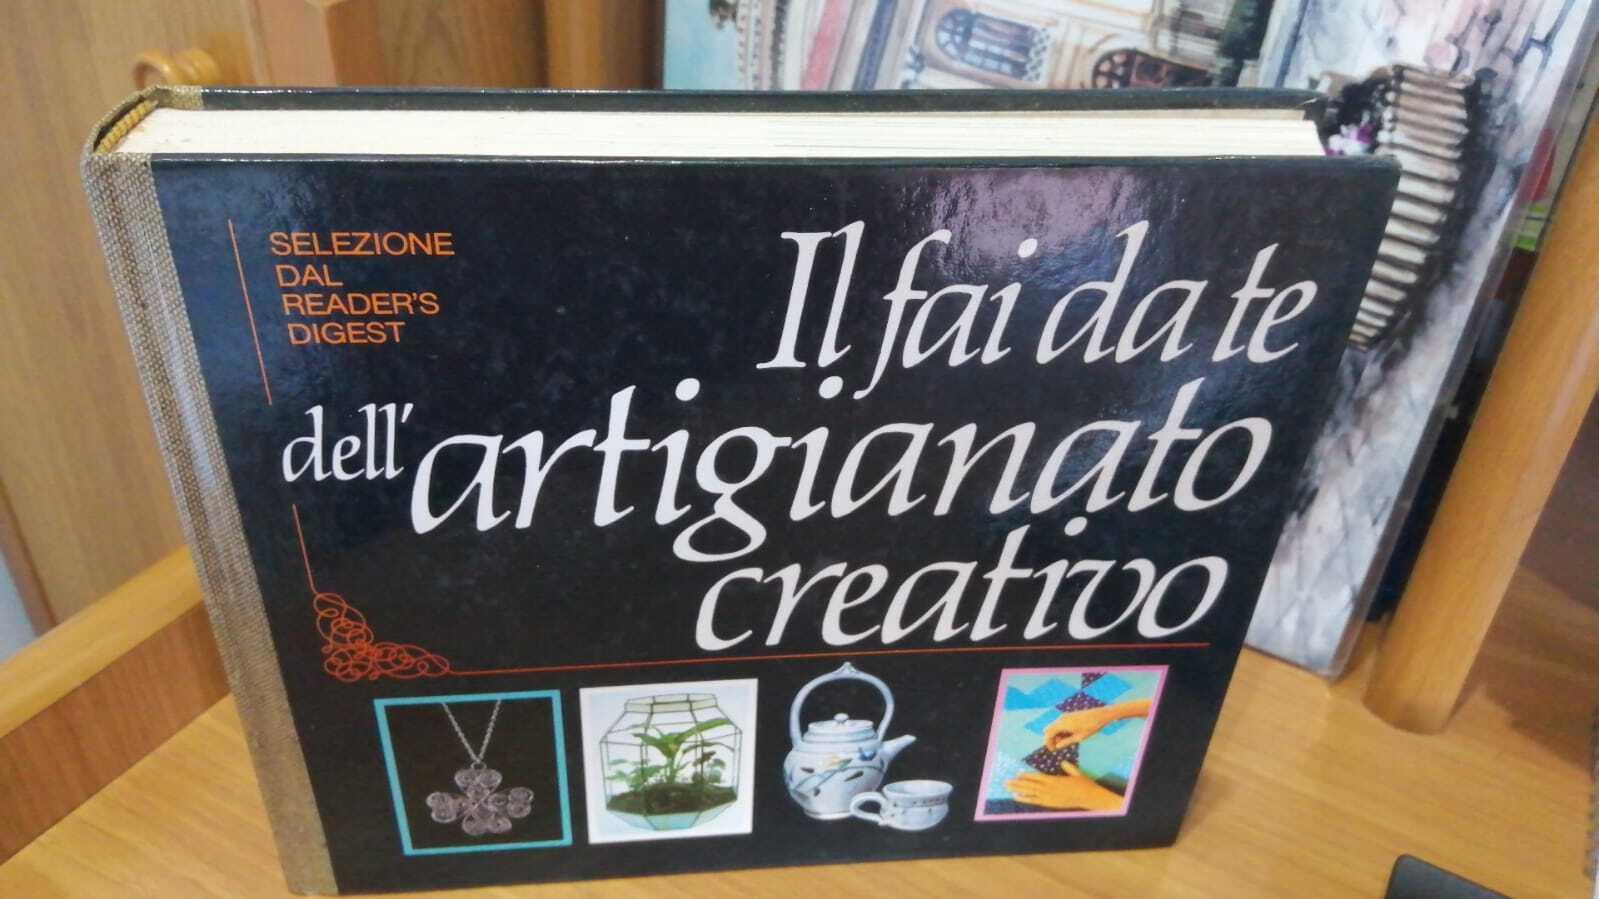 SELEZIONE
DAL
READER'S
DIGEST
Il fai da te
dell'artigianato
creativo